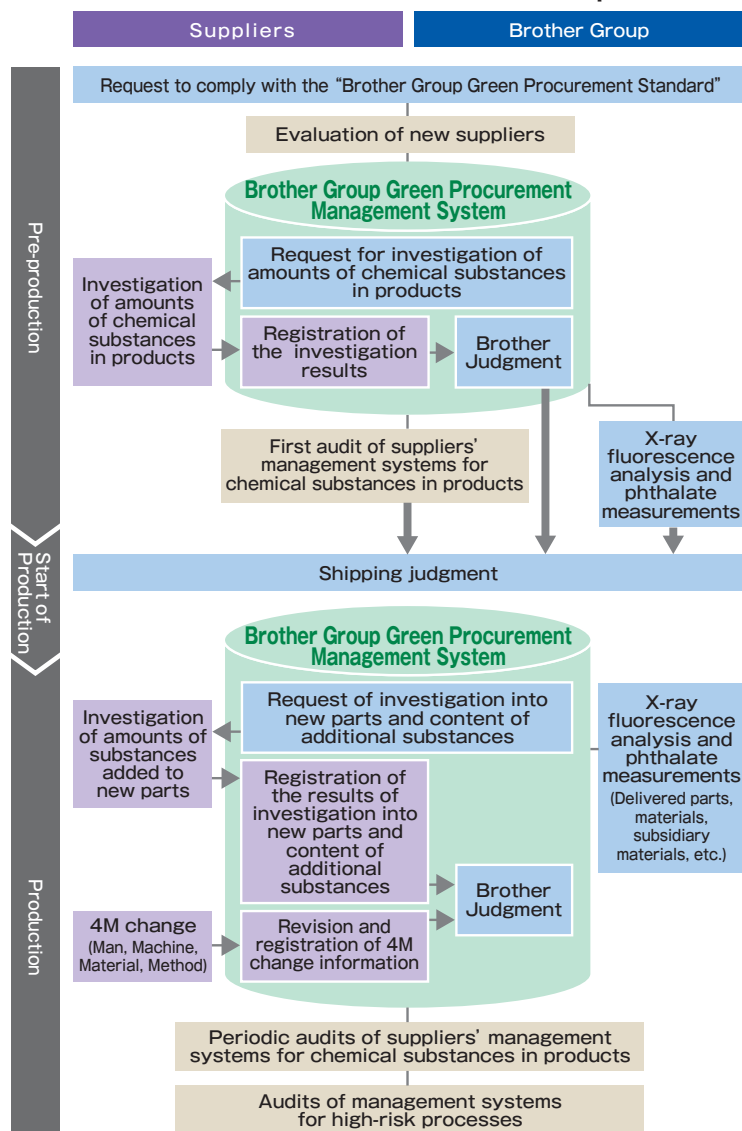 Suppliers
Brother Group
Pre-production
Request to comply with the “Brother Group Green Procurement Standard”
Evaluation of new suppliers
Brother Group Green Procurement
Management System
Request for investigation of
amounts of chemical substances
in products
Investigation
of amounts
of chemical
substances
in products
Registration of
the investigation
results
Brother
Judgment
First audit of suppliers’
management systems for
chemical substances in products
X-ray
fluorescence
analysis and
phthalate
measurements
Start of
Production
Shipping judgment
Production
Brother Group Green Procurement
Management System
Request of investigation into
new parts and content of
additional substances
Investigation
of amounts of
substances
added to
new parts
Registration of
the results of
investigation into
new parts and
content of
additional
substances
Brother
Judgment
X-ray
fluorescence
analysis and
phthalate
measurements
(Delivered parts,
materials,
subsidiary
materials, etc.)
4M change
(Man, Machine,
Material, Method)
Revision and
registration of 4M
change information
Periodic audits of suppliers’ management
systems for chemical substances in products
Audits of management systems
for high-risk processes